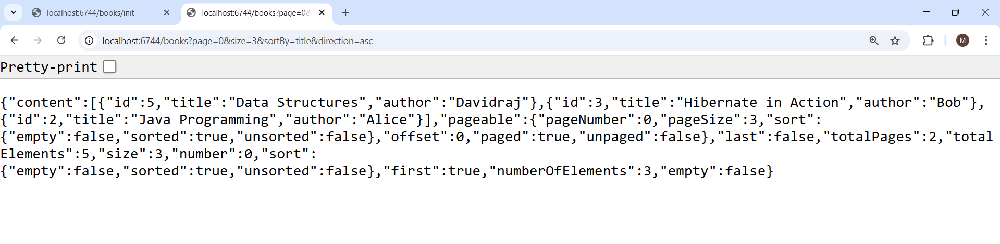 localhost:6744/books/init
localhost:6744/books?page=0&
localhost:6744/books?page=0&size=3&sortBy=title&direction=asc
M
Pretty-print
{"content":[{"id":5,"title":"Data Structures","author":"Davidraj"},{"id":3,"title":"Hibernate in Action","author":"Bob"},
{"id":2,"title":"Java Programming","author":"Alice"}],"pageable":{"pageNumber":0,"pageSize":3,"sort":
{"empty":false,"sorted":true,"unsorted":false},"offset":0,"paged":true,"unpaged":false},"last":false,"totalPages":2,"total
Elements":5,"size":3,"number":0,"sort":
{"empty":false,"sorted":true,"unsorted":false},"first":true,"numberOfElements":3,"empty":false}